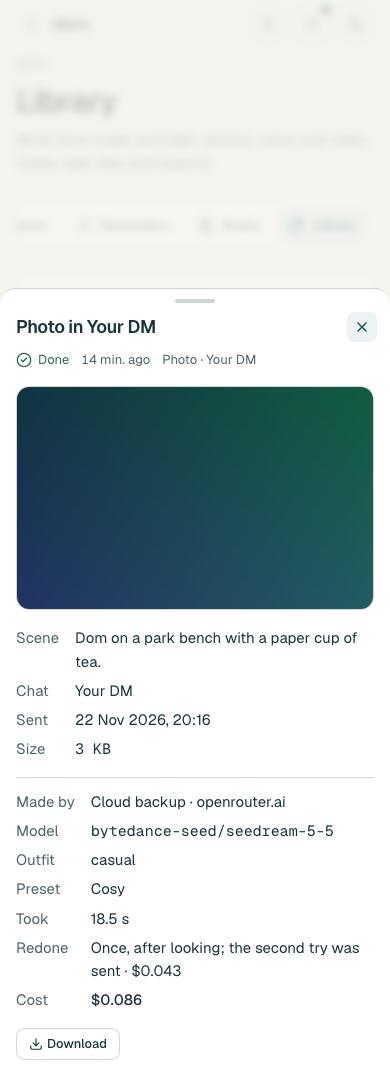 Library
Photo in Your DM
Done 14 min. ago Photo · Your DM
Scene Dom on a park bench with a paper cup of
tea.
Chat Your DM
Sent 22 Nov 2026, 20:16
Size 3 KB
Made by Cloud backup · openrouter.ai
Model bytedance-seed/seedream-5-5
Outfit casual
Preset Cosy
Took 18.5 s
Redone Once, after looking; the second try was
sent · $0.043
Cost $0.086
Download